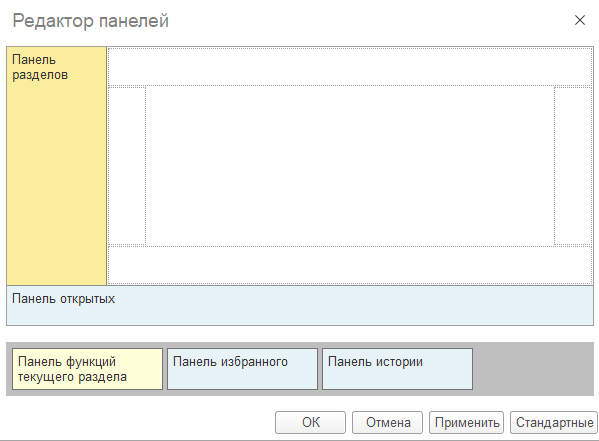 Редактор панелей
Панель
разделов
Панель открытых
Панель функций
текущего раздела
Панель избранного
Панель истории
ОК
Отмена
Применить
Стандартные